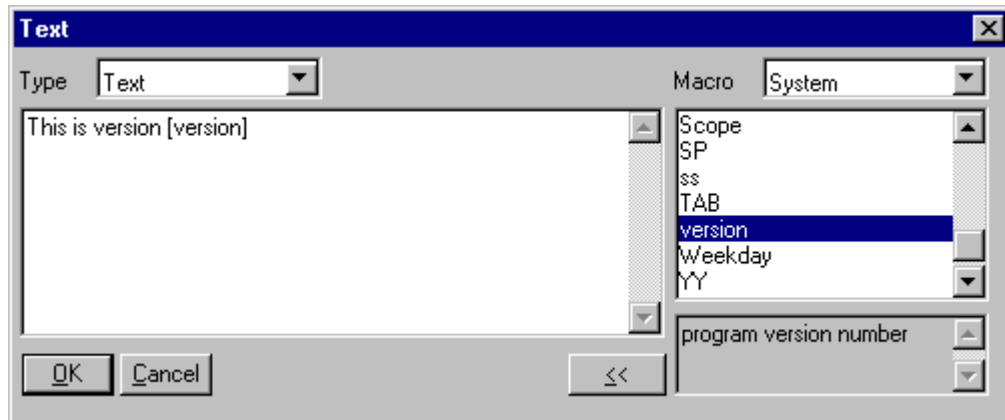 Text
Type Text Macro System
This is version [version]
Scope
SP
ss
TAB
version
Weekday
YY
program version number
OK Cancel <<